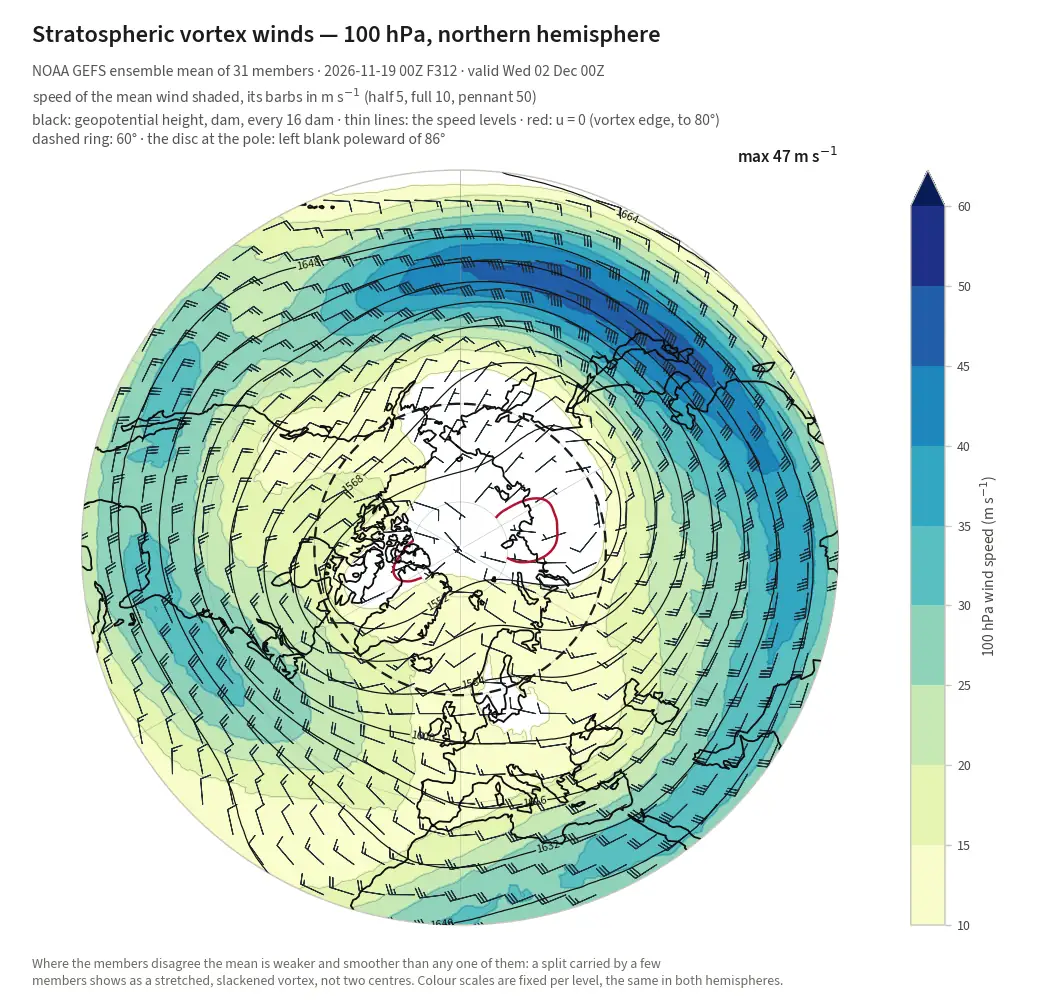 Stratospheric vortex winds — 100 hPa, northern hemisphere
NOAA GEFS ensemble mean of 31 members · 2026-11-19 00Z F312 · valid Wed 02 Dec 00Z
speed of the mean wind shaded, its barbs in m s⁻¹ (half 5, full 10, pennant 50)
black: geopotential height, dam, every 16 dam · thin lines: the speed levels · red: u = 0 (vortex edge, to 80°)
dashed ring: 60° · the disc at the pole: left blank poleward of 86°
max 47 m s⁻¹
1664
1648
1568
1552
1632
1648
60
50
45
40
35
30
25
20
15
10
100 hPa wind speed (m s⁻¹)
Where the members disagree the mean is weaker and smoother than any one of them: a split carried by a few
members shows as a stretched, slackened vortex, not two centres. Colour scales are fixed per level, the same in both hemispheres.